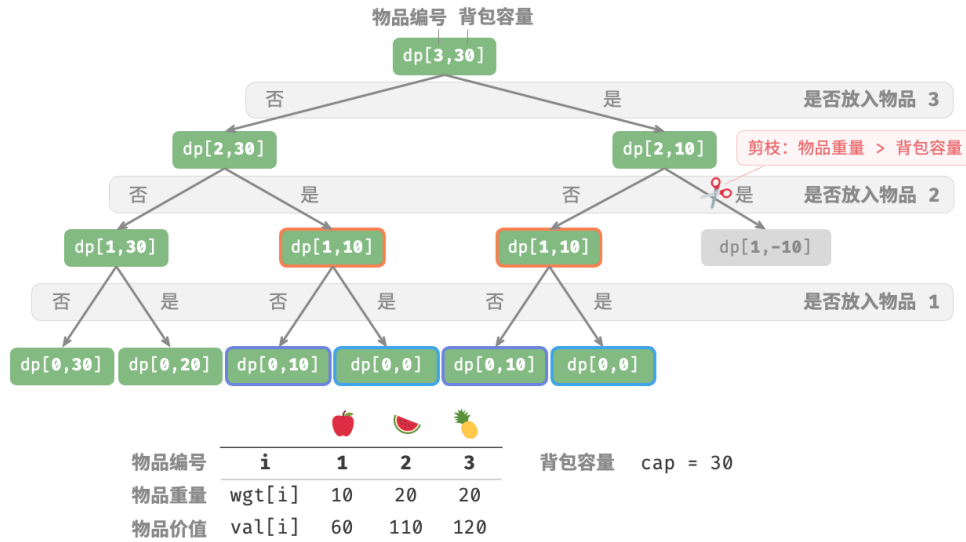 物品编号 背包容量
dp[3,30]
否 是 是否放入物品 3
dp[2,30] dp[2,10] 剪枝: 物品重量 > 背包容量
否 是 否 是 是否放入物品 2
dp[1,30] dp[1,10] dp[1,10] dp[1,-10]
否 是 否 是 否 是 是否放入物品 1
dp[0,30] dp[0,20] dp[0,10] dp[0,0] dp[0,10] dp[0,0]
物品编号 i 1 2 3 背包容量 cap = 30
物品重量 wgt[i] 10 20 20
物品价值 val[i] 60 110 120